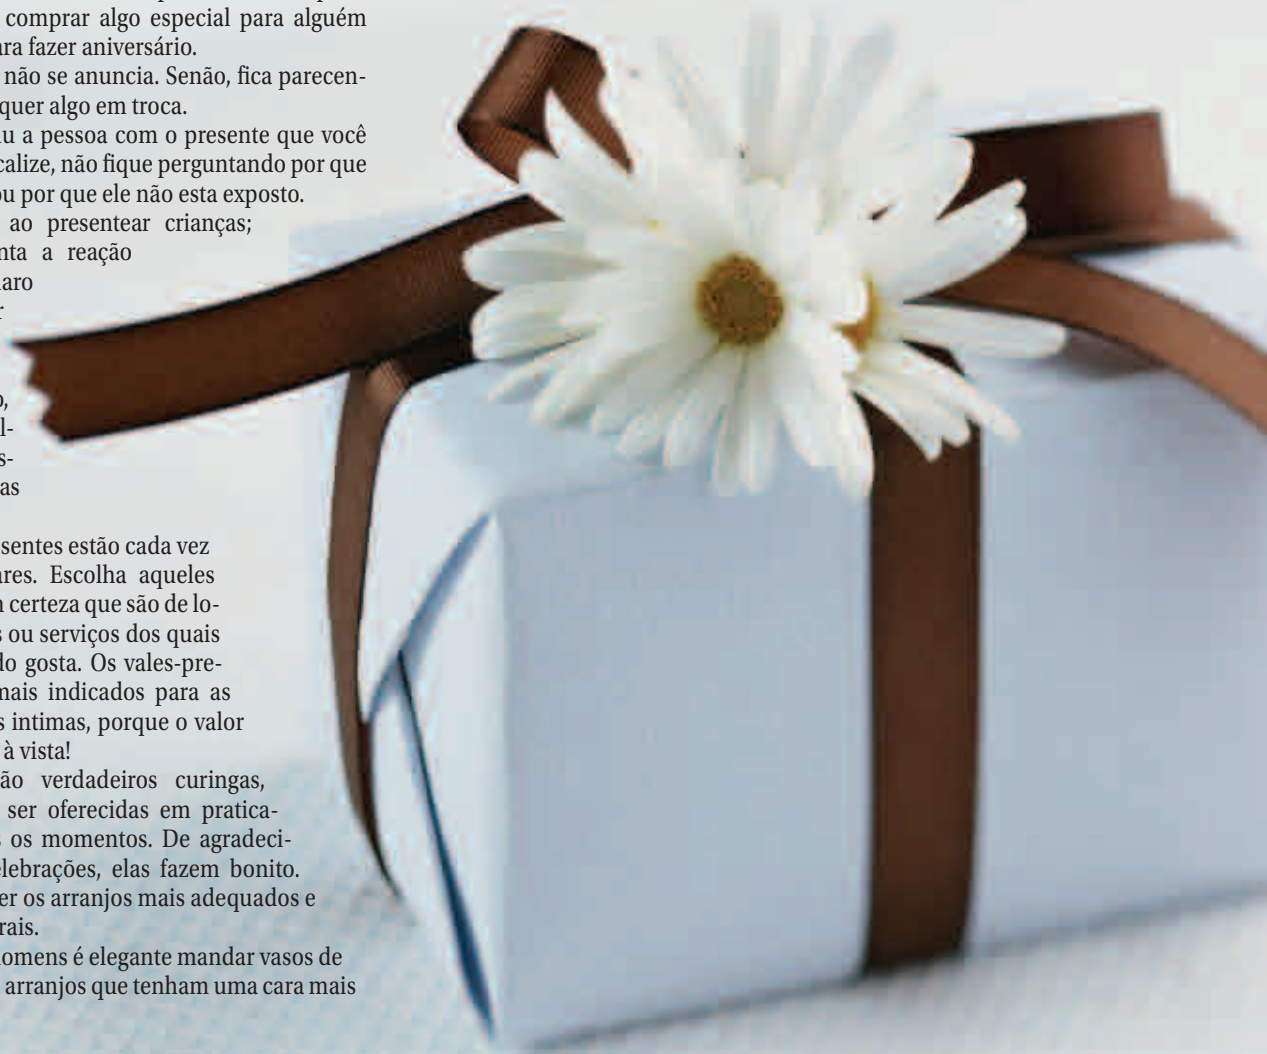 comprar algo especial para alguém
ara fazer aniversário.
não se anuncia. Senão, fica parecen-
quer algo em troca.
u a pessoa com o presente que você
calize, não fique perguntando por que
ou por que ele não esta exposto.
ao presentear crianças;
nta a reação
aro
r
o,
l-
s-
as
sentes estão cada vez
ares. Escolha aqueles
certeza que são de lo-
s ou serviços dos quais
do gosta. Os vales-pre-
mais indicados para as
s intimas, porque o valor
à vista!
ão verdadeiros curingas,
ser oferecidas em pratica-
s os momentos. De agradeci-
elebrações, elas fazem bonito.
er os arranjos mais adequados e
rais.
omens é elegante mandar vasos de
arranjos que tenham uma cara mais